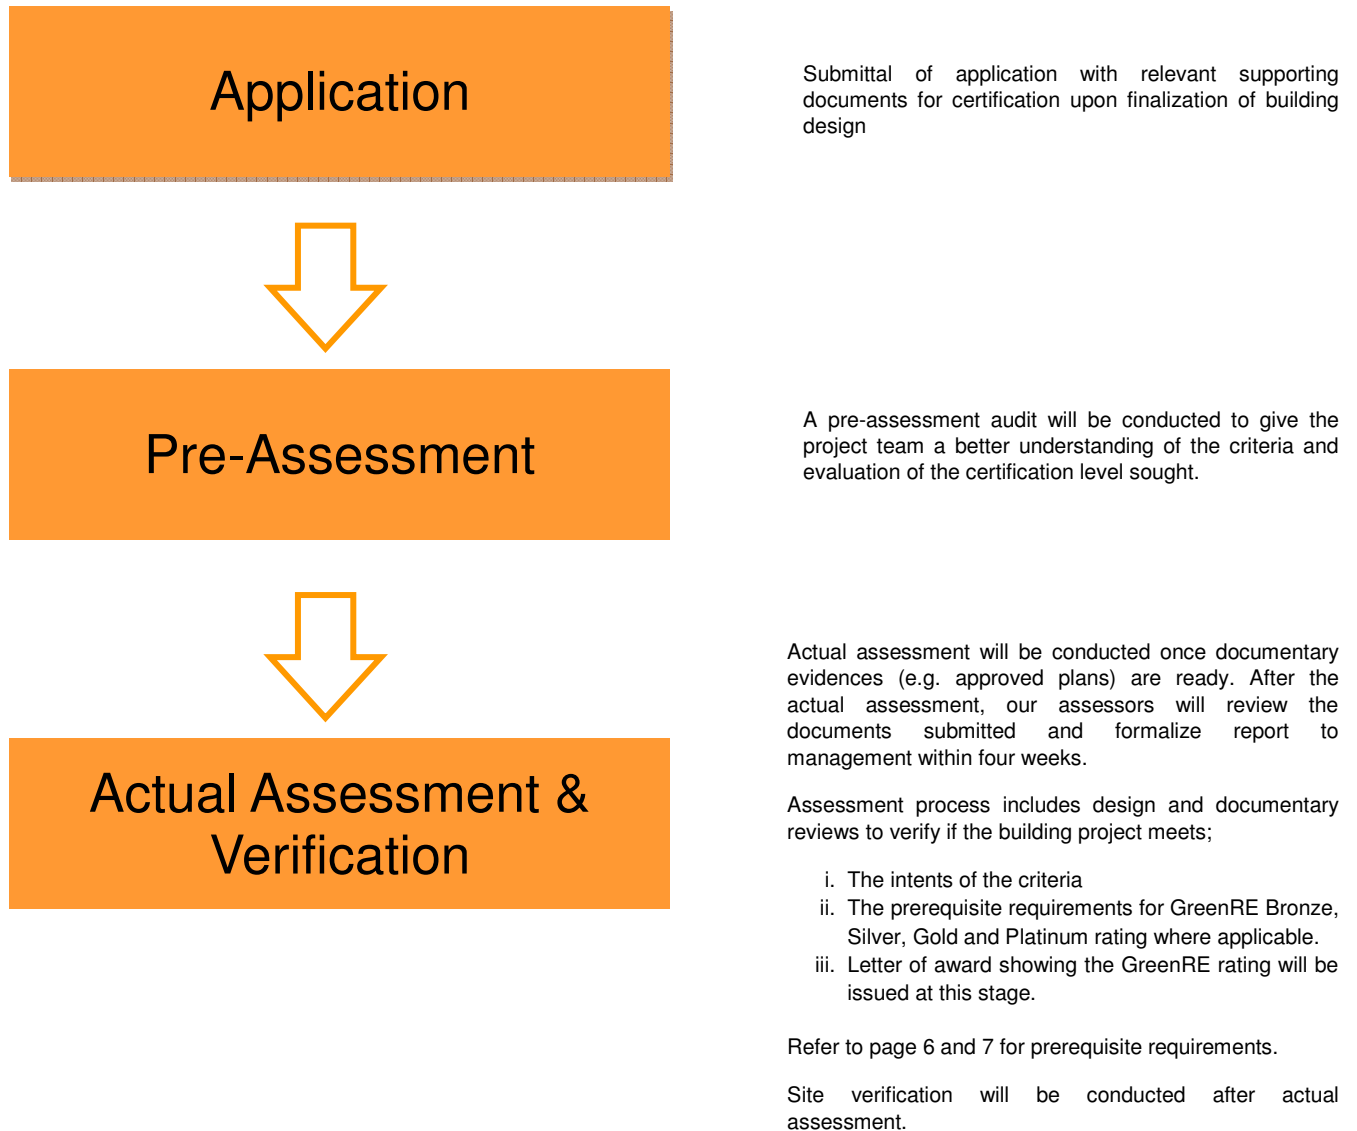 Application
Submittal of application with relevant supporting
documents for certification upon finalization of building
design
Pre-Assessment
A pre-assessment audit will be conducted to give the
project team a better understanding of the criteria and
evaluation of the certification level sought.
Actual Assessment &
Verification
Actual assessment will be conducted once documentary
evidences (e.g. approved plans) are ready. After the
actual assessment, our assessors will review the
documents submitted and formalize report to
management within four weeks.
Assessment process includes design and documentary
reviews to verify if the building project meets;
i. The intents of the criteria
ii. The prerequisite requirements for GreenRE Bronze,
Silver, Gold and Platinum rating where applicable.
iii. Letter of award showing the GreenRE rating will be
issued at this stage.
Refer to page 6 and 7 for prerequisite requirements.
Site verification will be conducted after actual
assessment.